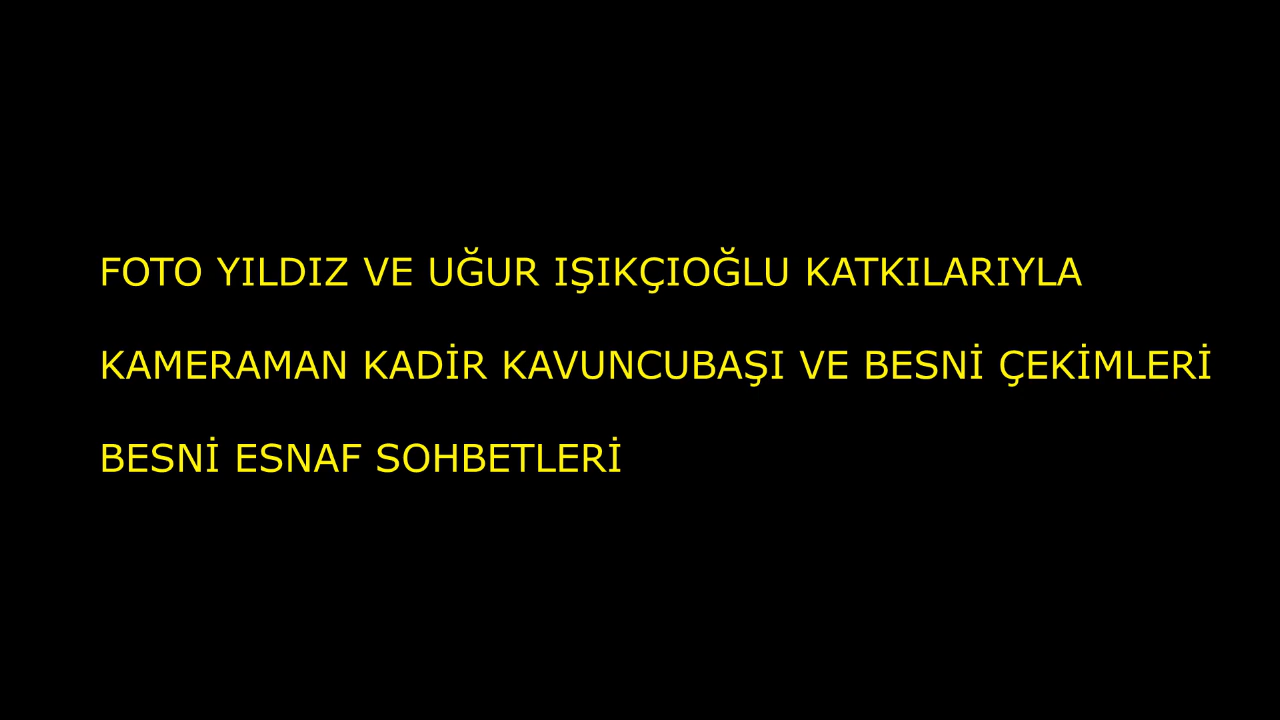 FOTO YILDIZ VE UĞUR IŞIKÇIOĞLU KATKILARIYLA
KAMERAMAN KADİR KAVUNCUBAŞI VE BESNİ ÇEKİMLERİ
BESNİ ESNAF SOHBETLERİ